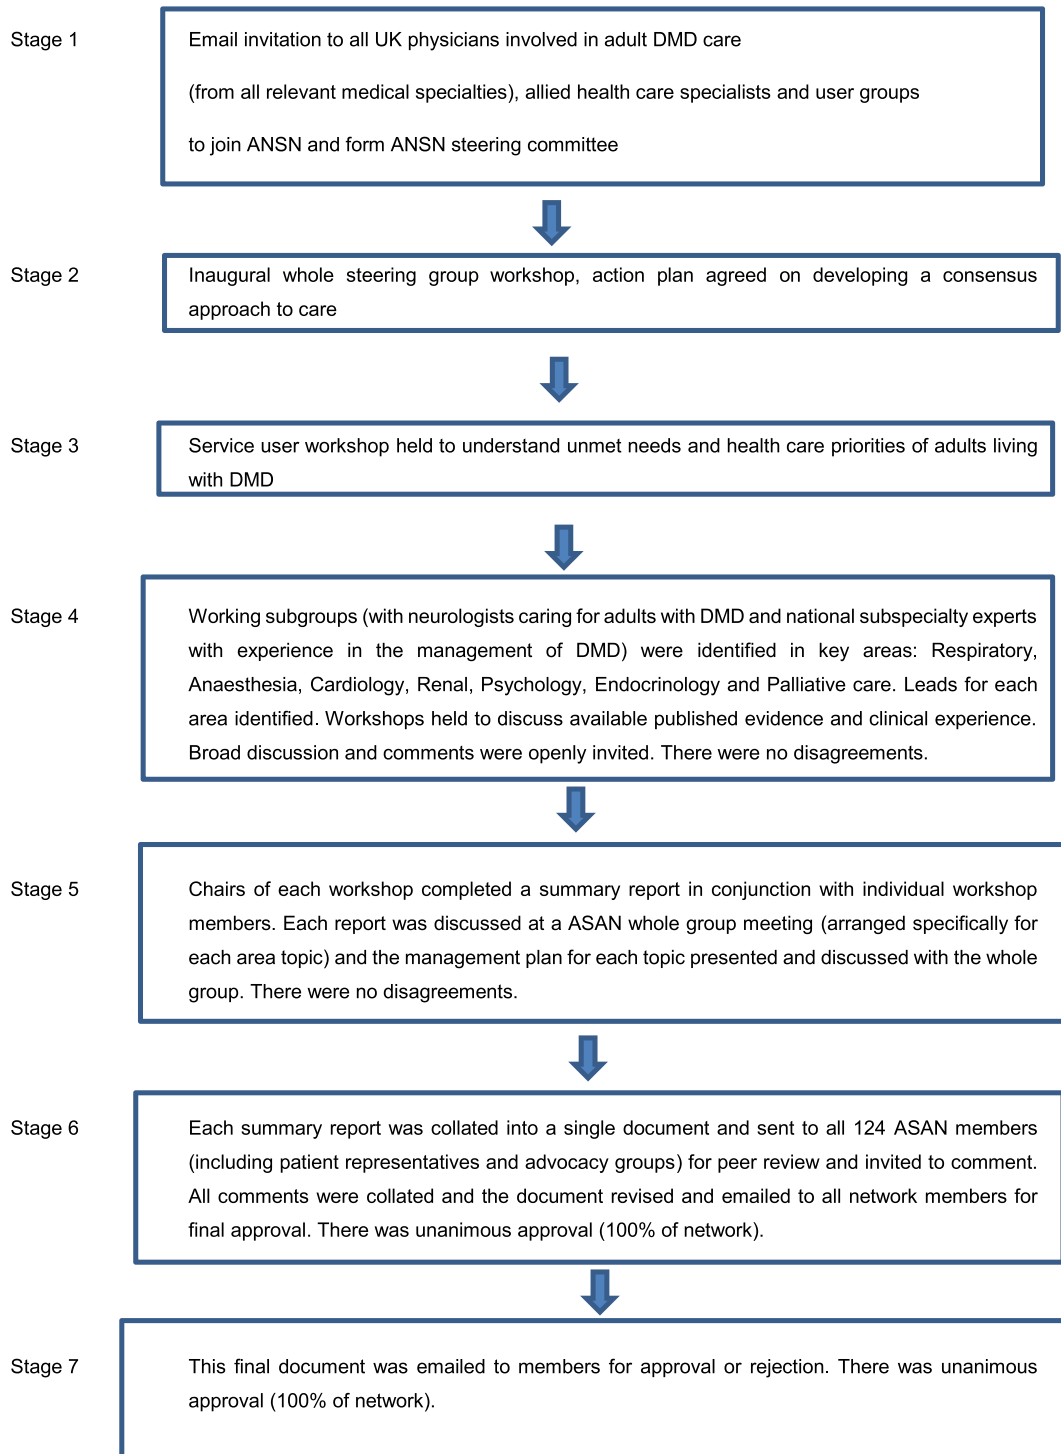 Stage 1
Email invitation to all UK physicians involved in adult DMD care
(from all relevant medical specialties), allied health care specialists and user groups
to join ANSN and form ANSN steering committee
Stage 2
Inaugural whole steering group workshop, action plan agreed on developing a consensus
approach to care
Stage 3
Service user workshop held to understand unmet needs and health care priorities of adults living
with DMD
Stage 4
Working subgroups (with neurologists caring for adults with DMD and national subspecialty experts
with experience in the management of DMD) were identified in key areas: Respiratory,
Anaesthesia, Cardiology, Renal, Psychology, Endocrinology and Palliative care. Leads for each
area identified. Workshops held to discuss available published evidence and clinical experience.
Broad discussion and comments were openly invited. There were no disagreements.
Stage 5
Chairs of each workshop completed a summary report in conjunction with individual workshop
members. Each report was discussed at a ASAN whole group meeting (arranged specifically for
each area topic) and the management plan for each topic presented and discussed with the whole
group. There were no disagreements.
Stage 6
Each summary report was collated into a single document and sent to all 124 ASAN members
(including patient representatives and advocacy groups) for peer review and invited to comment.
All comments were collated and the document revised and emailed to all network members for
final approval. There was unanimous approval (100% of network).
Stage 7
This final document was emailed to members for approval or rejection. There was unanimous
approval (100% of network).